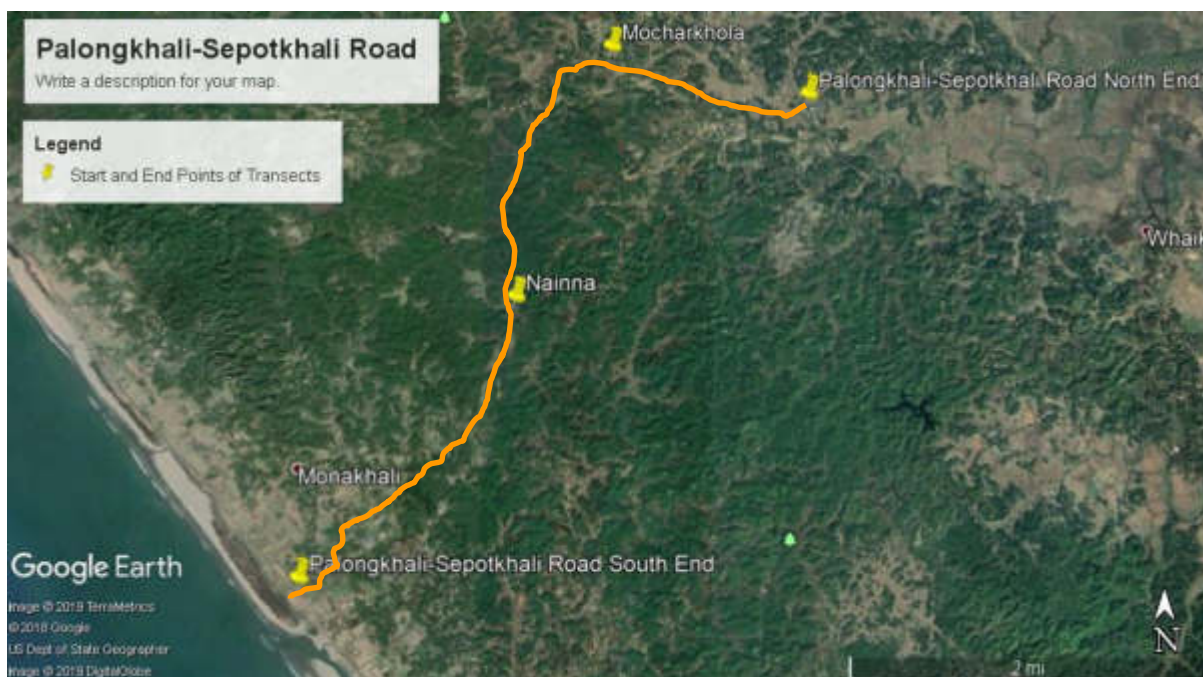 Palongkhali-Sepotkhali Road
Write a description for your map.
Legend
Start and End Points of Transects
Mocharkhola
Palongkhali-Sepotkhali Road North End
Whaik
Nainna
Monakhali
Palongkhali-Sepotkhali Road South End
Google Earth
Image © 2019 TerraMetrics
© 2018 Google
US Dept of State Geographer
Image © 2019 DigitalGlobe
2 mi
N